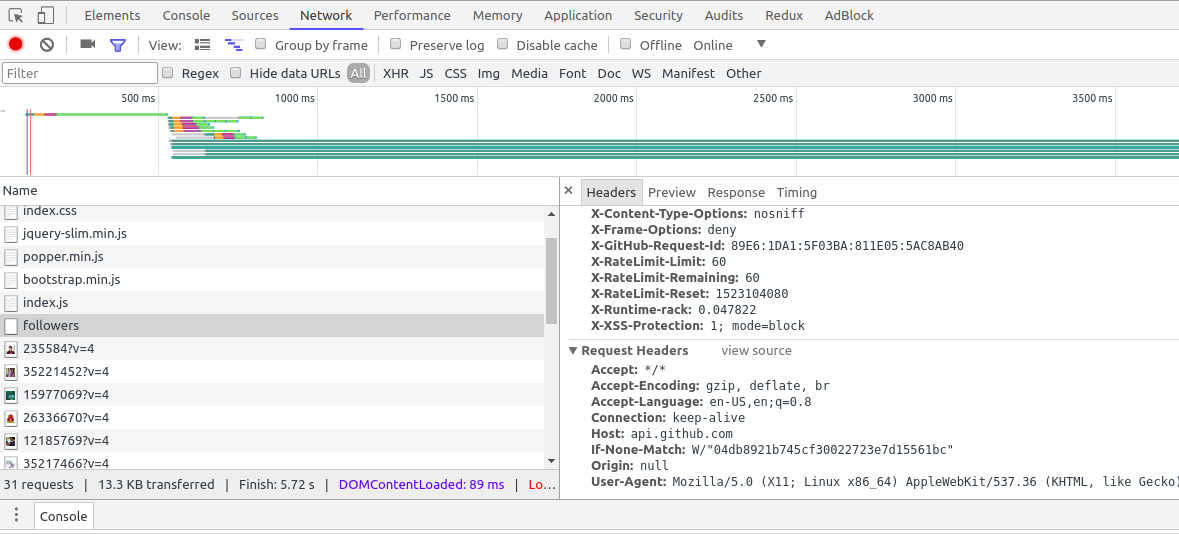 Elements Console Sources Network Performance Memory Application Security Audits Redux AdBlock
View: Group by frame Preserve log Disable cache Offline Online
Filter Regex Hide data URLs All XHR JS CSS Img Media Font Doc WS Manifest Other
500 ms 1000 ms 1500 ms 2000 ms 2500 ms 3000 ms 3500 ms
Name
index.css
jquery-slim.min.js
popper.min.js
bootstrap.min.js
index.js
followers
235584?v=4
35221452?v=4
15977069?v=4
26336670?v=4
12185769?v=4
35217466?v=4
31 requests | 13.3 KB transferred | Finish: 5.72 s | DOMContentLoaded: 89 ms | Lo…
× Headers Preview Response Timing
X-Content-Type-Options: nosniff
X-Frame-Options: deny
X-GitHub-Request-Id: 89E6:1DA1:5F03BA:811E05:5AC8AB40
X-RateLimit-Limit: 60
X-RateLimit-Remaining: 60
X-RateLimit-Reset: 1523104080
X-Runtime-rack: 0.047822
X-XSS-Protection: 1; mode=block
Request Headers view source
Accept: */*
Accept-Encoding: gzip, deflate, br
Accept-Language: en-US,en;q=0.8
Connection: keep-alive
Host: api.github.com
If-None-Match: W/"04db8921b745cf30022723e7d15561bc"
Origin: null
User-Agent: Mozilla/5.0 (X11; Linux x86_64) AppleWebKit/537.36 (KHTML, like Gecko)
Console